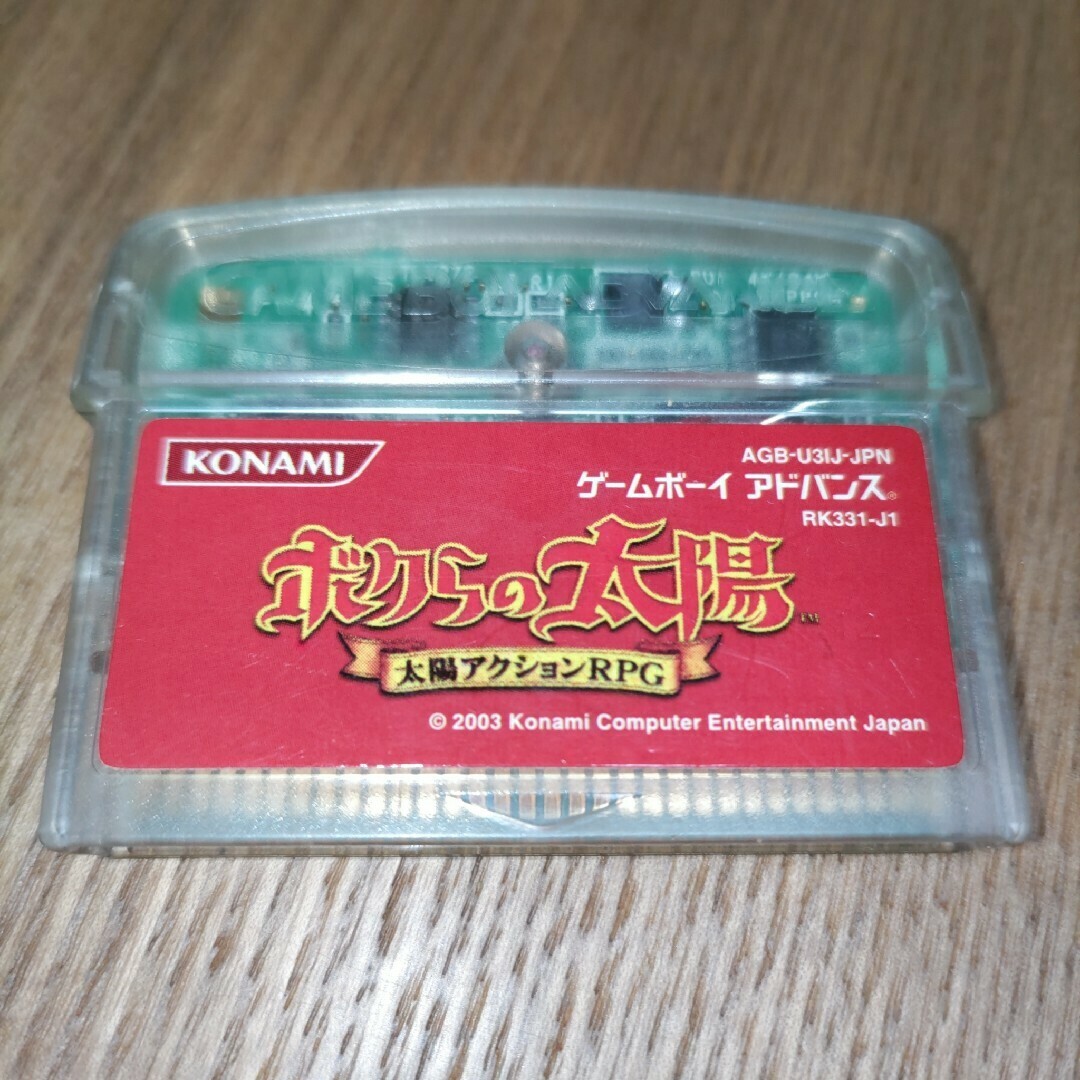 KONAMI
AGB-U3IJ-JPN
ゲームボーイ アドバンス®
RK331-J1
ボクらの太陽™
太陽アクションRPG
© 2003 Konami Computer Entertainment Japan